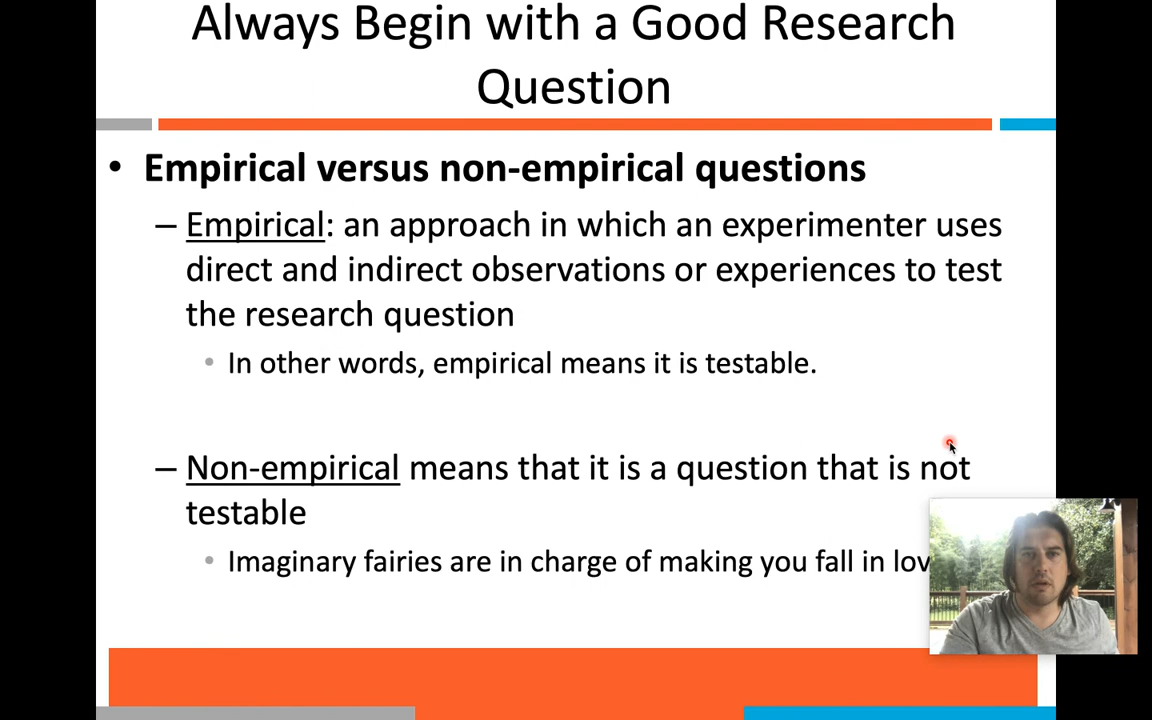 Always Begin with a Good Research
Question
• Empirical versus non-empirical questions
– Empirical: an approach in which an experimenter uses
direct and indirect observations or experiences to test
the research question
• In other words, empirical means it is testable.
– Non-empirical means that it is a question that is not
testable
• Imaginary fairies are in charge of making you fall in